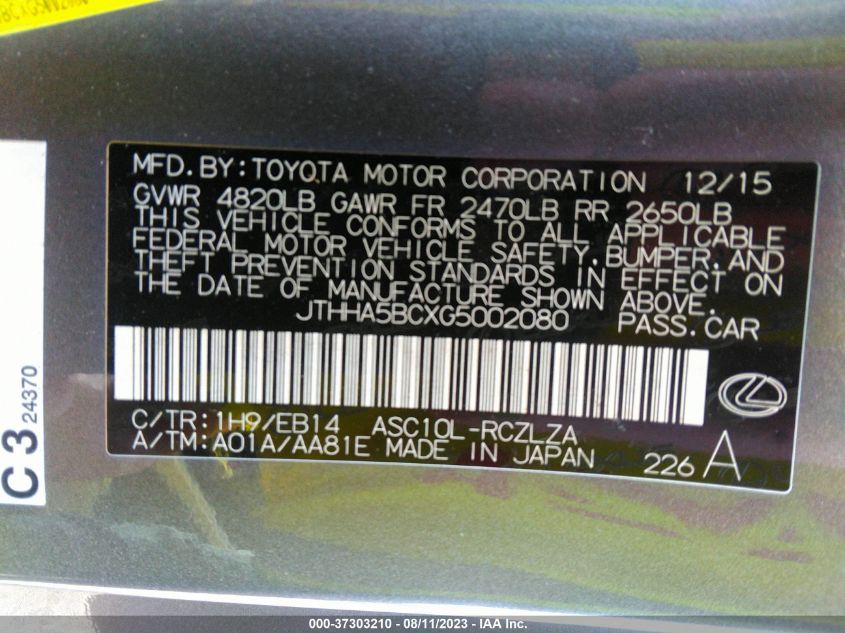 MFD.BY:TOYOTA MOTOR CORPORATION 12/15
GVWR 4820LB GAWR FR 2470LB RR 2650LB
THIS VEHICLE CONFORMS TO ALL APPLICABLE
FEDERAL MOTOR VEHICLE SAFETY,BUMPER,AND
THEFT PREVENTION STANDARDS IN EFFECT ON
THE DATE OF MANUFACTURE SHOWN ABOVE.
JTHHA5BCXG5002080 PASS.CAR
C/TR:1H9/EB14 ASC10L-RCZLZA
A/TM:A01A/AA81E MADE IN JAPAN 226 A
C3 24370
000-37303210 - 08/11/2023 - IAA Inc.